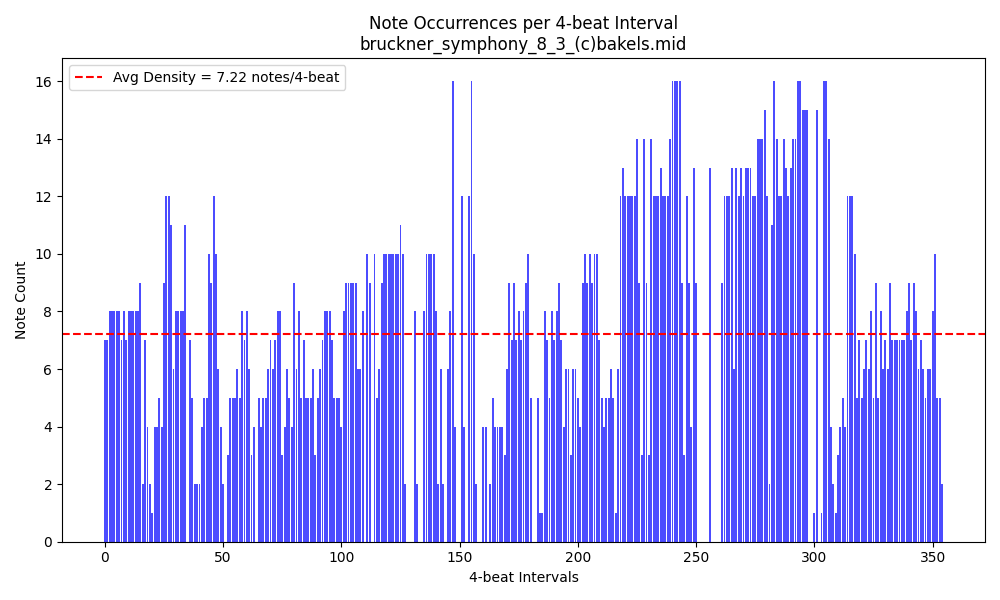 Note Occurrences per 4-beat Interval
bruckner_symphony_8_3_(c)bakels.mid
Avg Density = 7.22 notes/4-beat
Note Count
16
14
12
10
8
6
4
2
0
0 50 100 150 200 250 300 350
4-beat Intervals